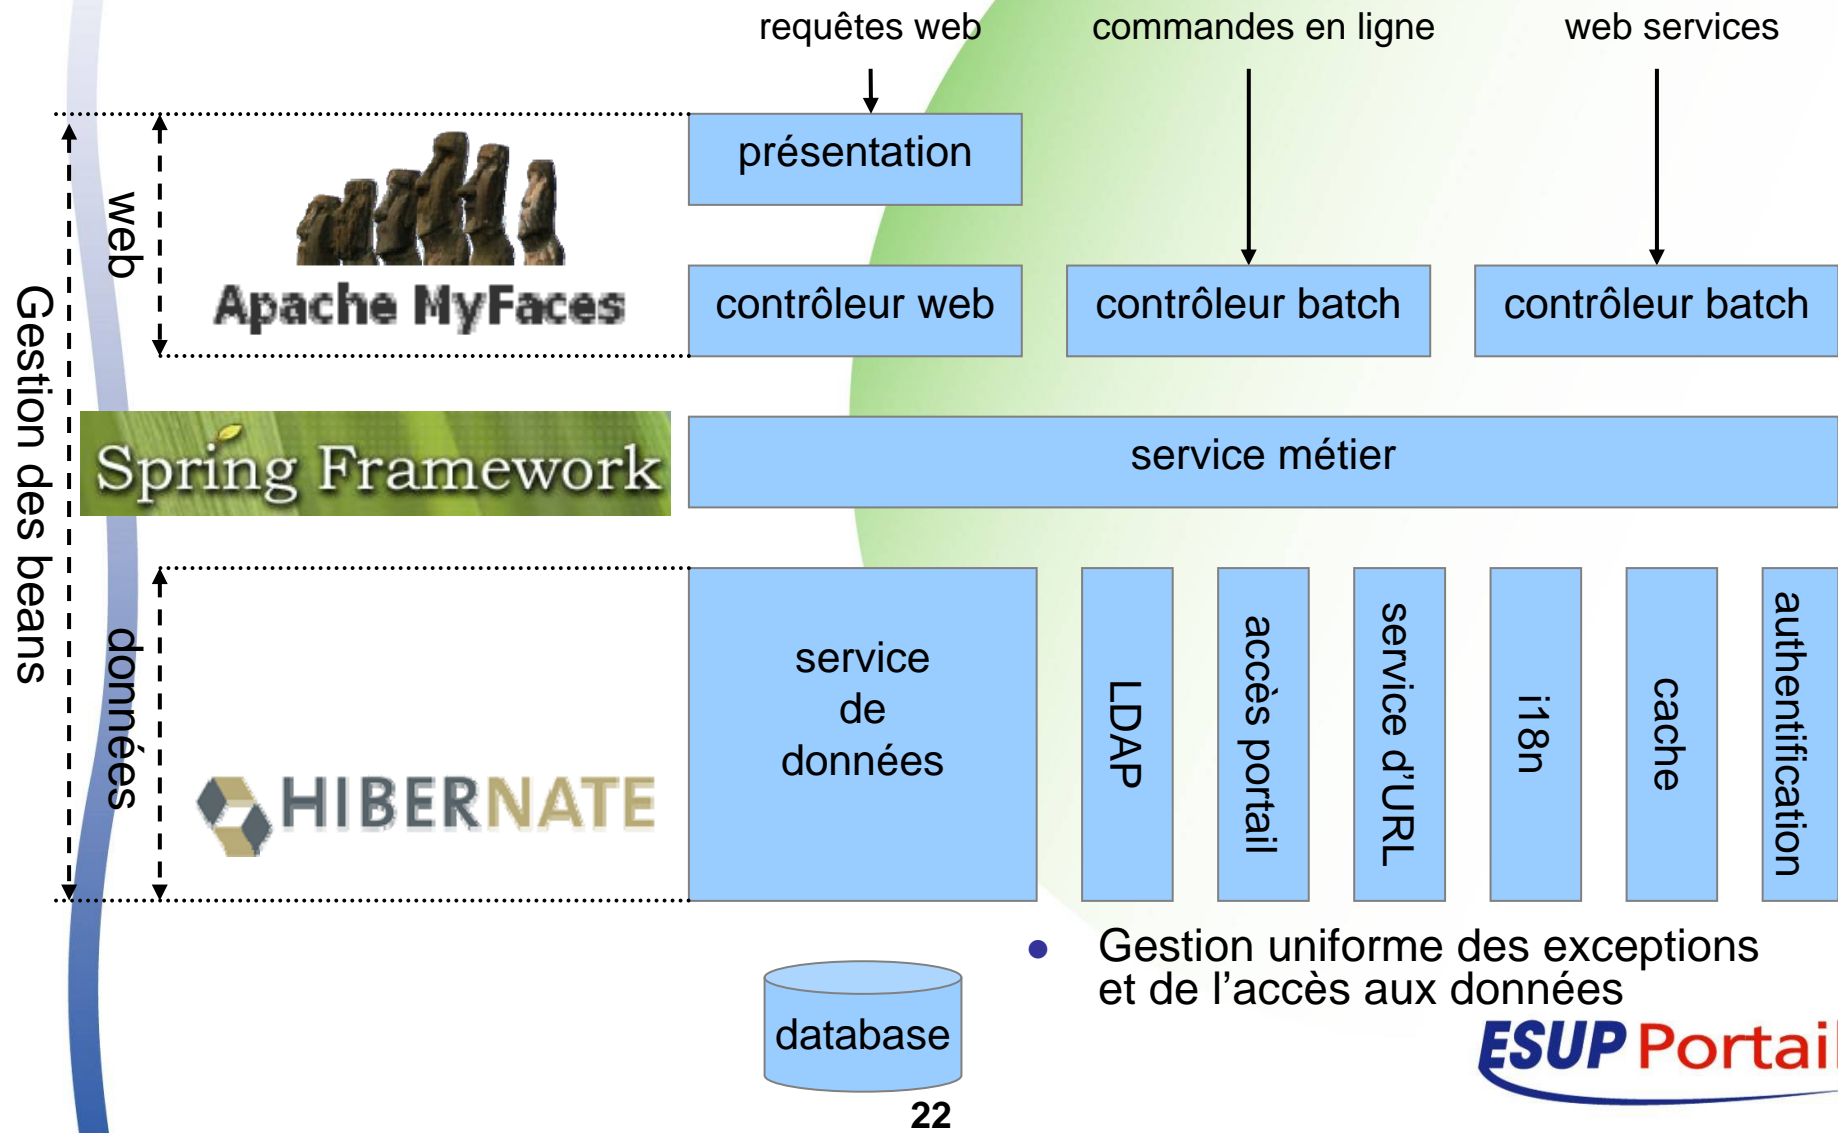 requêtes web
commandes en ligne
web services
présentation
web
Apache MyFaces
contrôleur web
contrôleur batch
contrôleur batch
Gestion des beans
Spring Framework
service métier
données
HIBERNATE
service
de
données
LDAP
accès portail
service d'URL
i18n
cache
authentification
• Gestion uniforme des exceptions
et de l'accès aux données
database
ESUP Portail
22